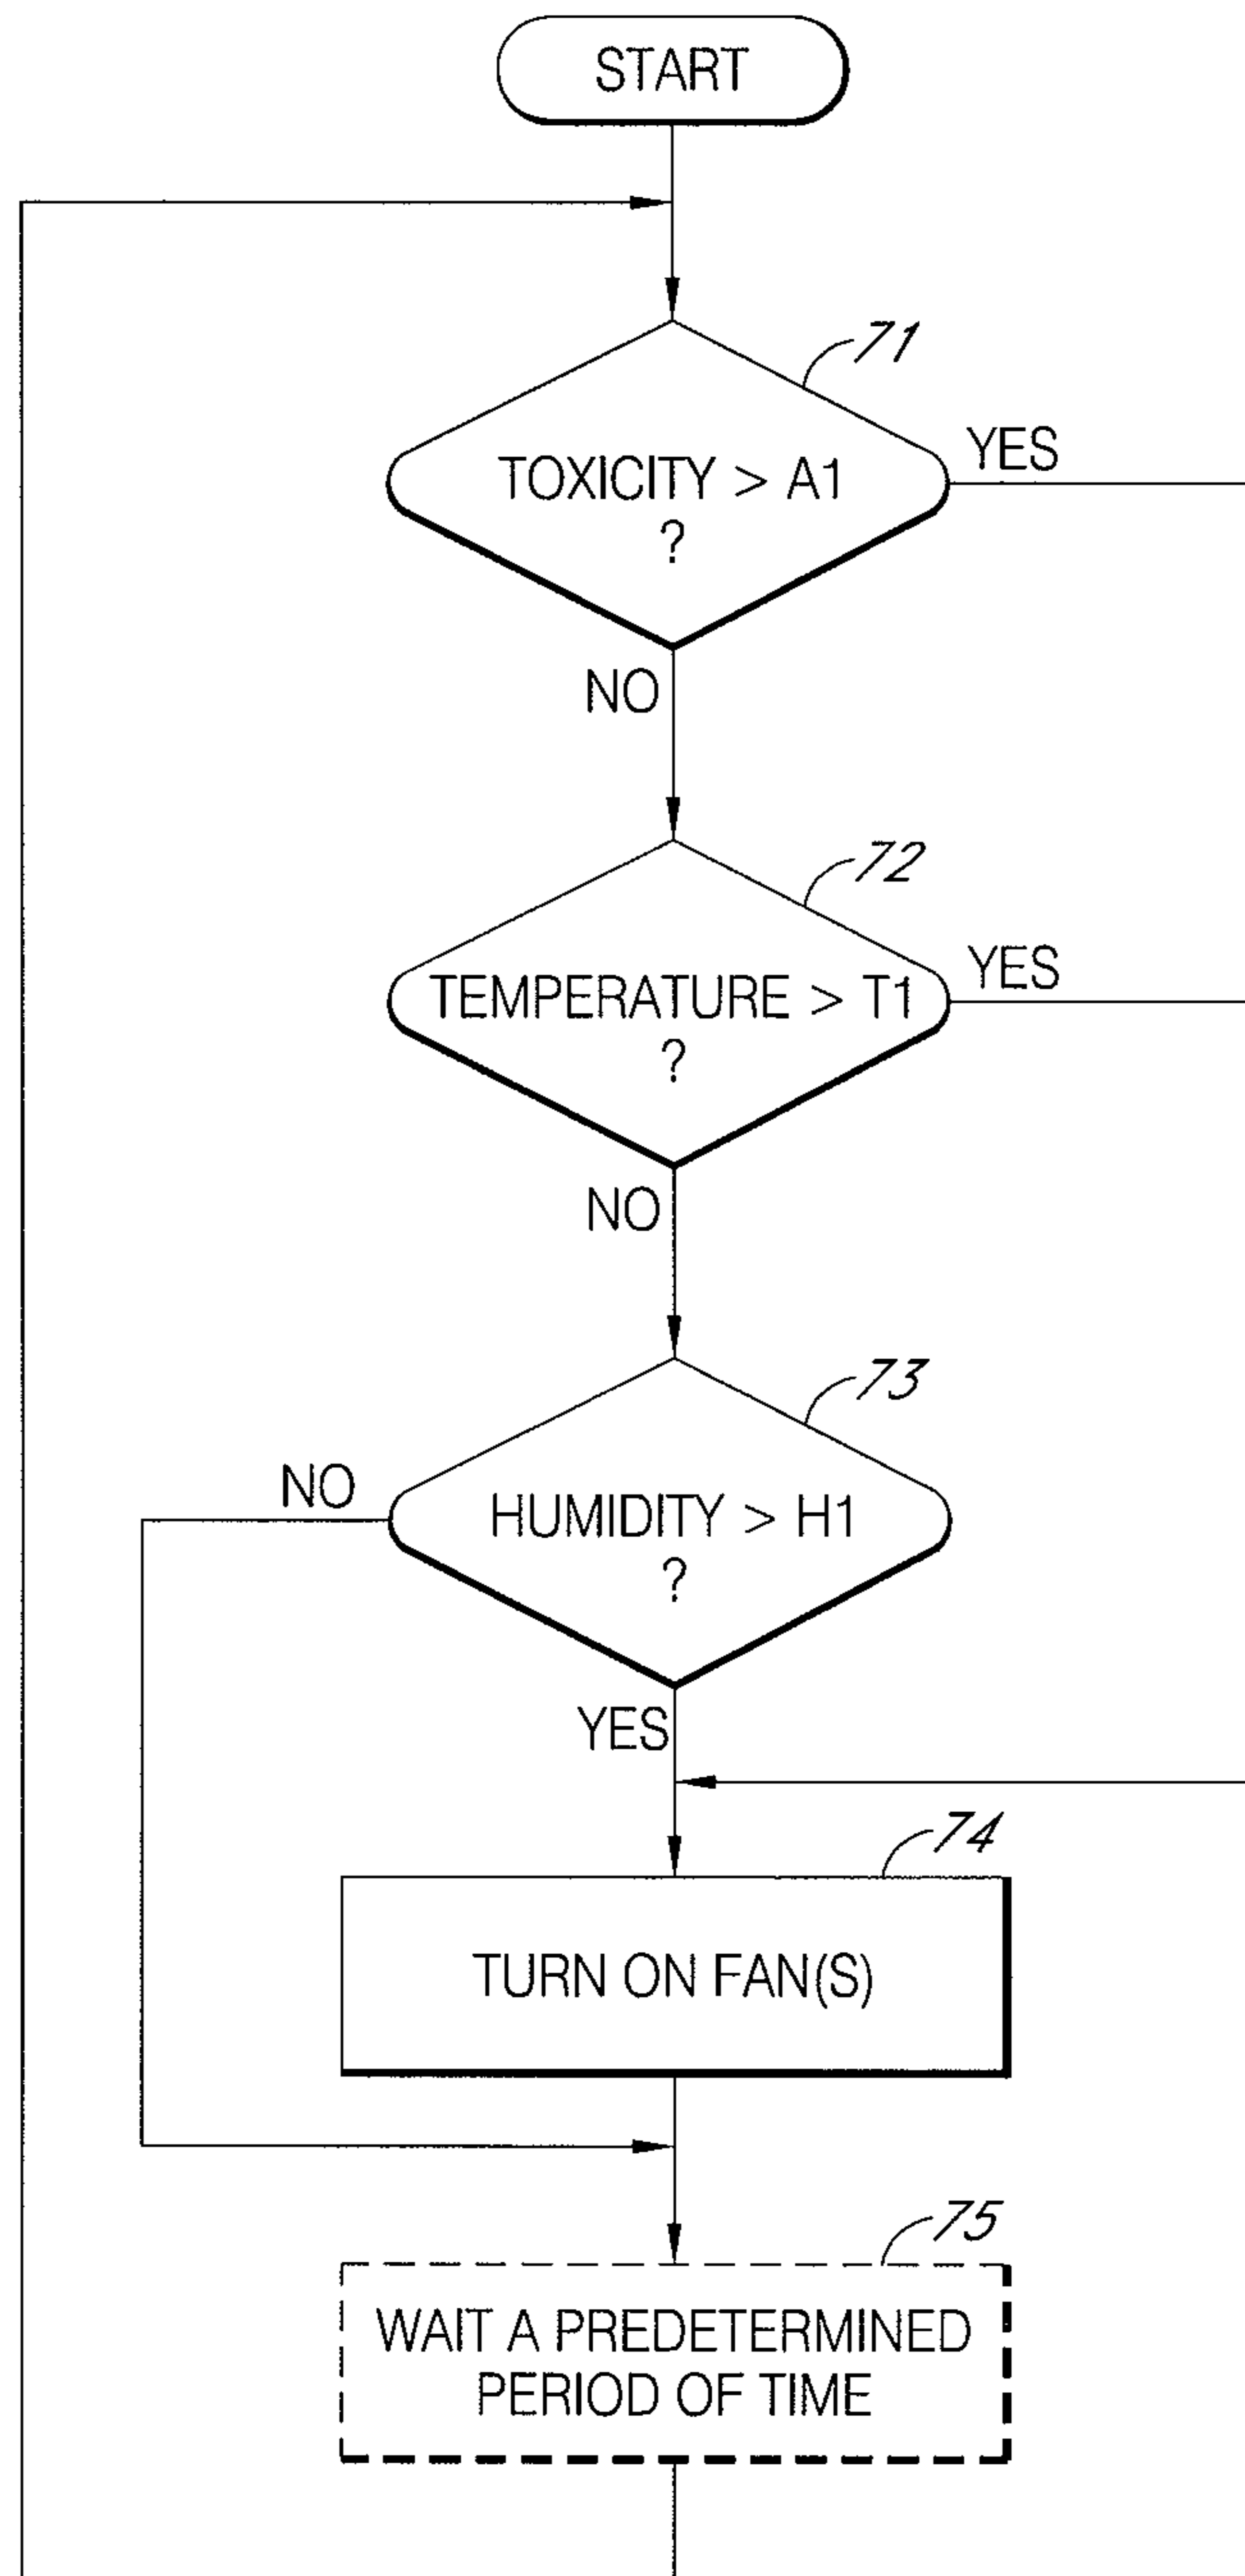 START
71
TOXICITY > A1
?
YES
NO
72
TEMPERATURE > T1
?
YES
NO
73
NO
HUMIDITY > H1
?
YES
74
TURN ON FAN(S)
75
WAIT A PREDETERMINED
PERIOD OF TIME